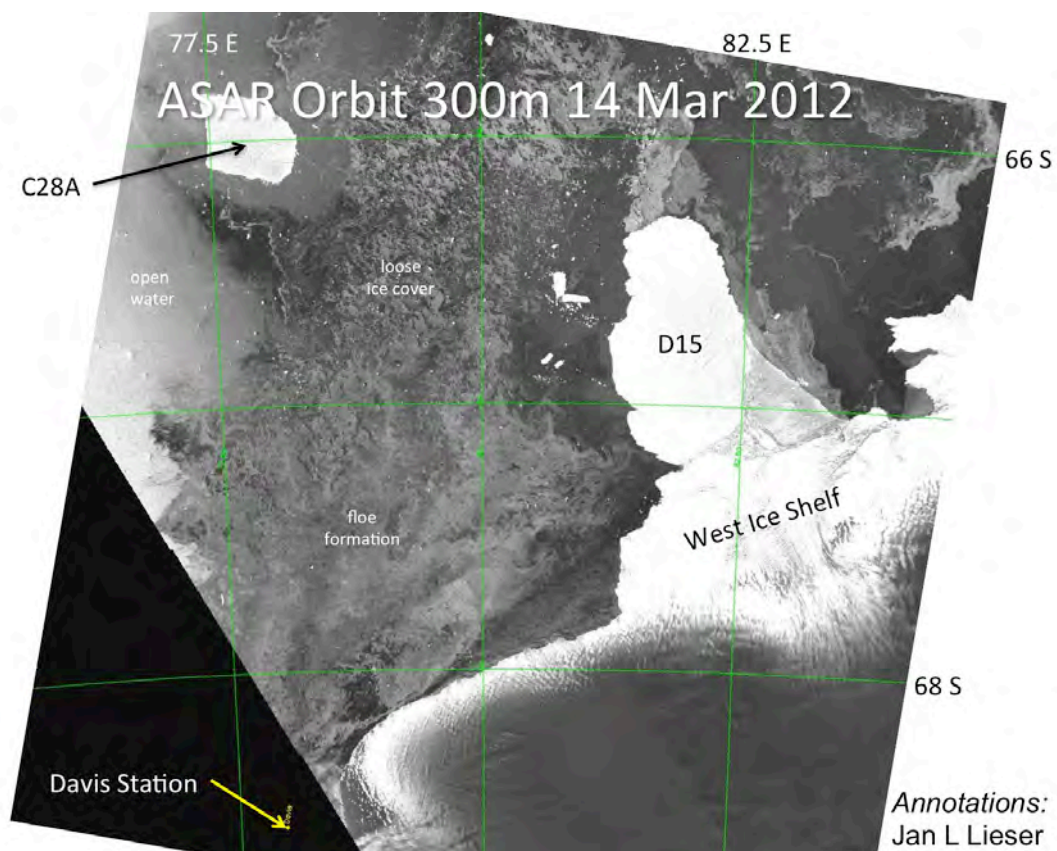 77.5 E
82.5 E
ASAR Orbit 300m 14 Mar 2012
66 S
C28A
open
water
loose
ice cover
D15
West Ice Shelf
floe
formation
68 S
Davis Station
Davis
Annotations:
Jan L Lieser